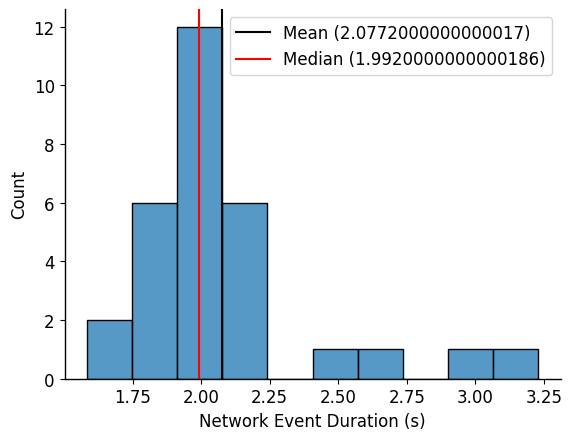 Mean (2.0772000000000017)
Median (1.9920000000000186)
12
10
8
6
4
2
0
Count
1.75 2.00 2.25 2.50 2.75 3.00 3.25
Network Event Duration (s)